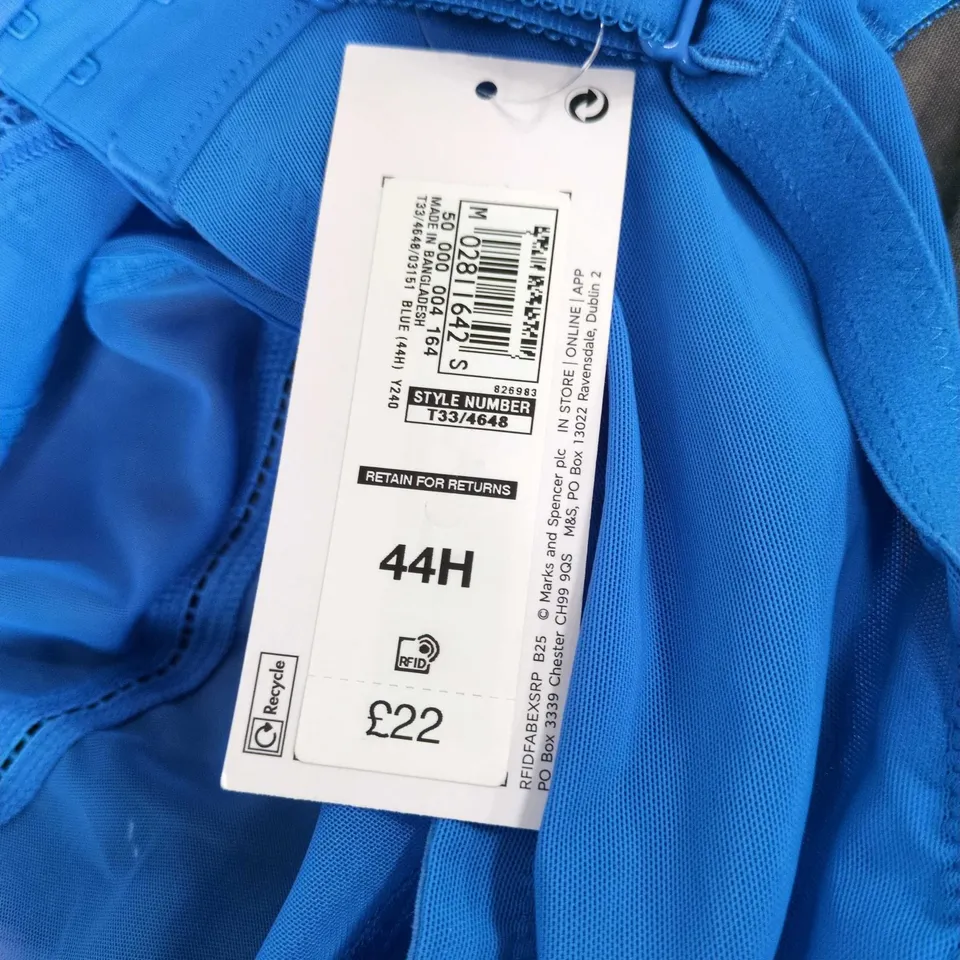 M 02811642 S
50 000 004 164
MADE IN BANGLADESH
T33/4648/03151 BLUE (44H) Y240
826983
STYLE NUMBER
T33/4648
RETAIN FOR RETURNS
44H
RFID
£22
Recycle
RFIDFABEXSRP B25 © Marks and Spencer plc IN STORE | ONLINE | APP
PO Box 3339 Chester CH99 9QS M&S, PO Box 13022 Ravensdale, Dublin 2